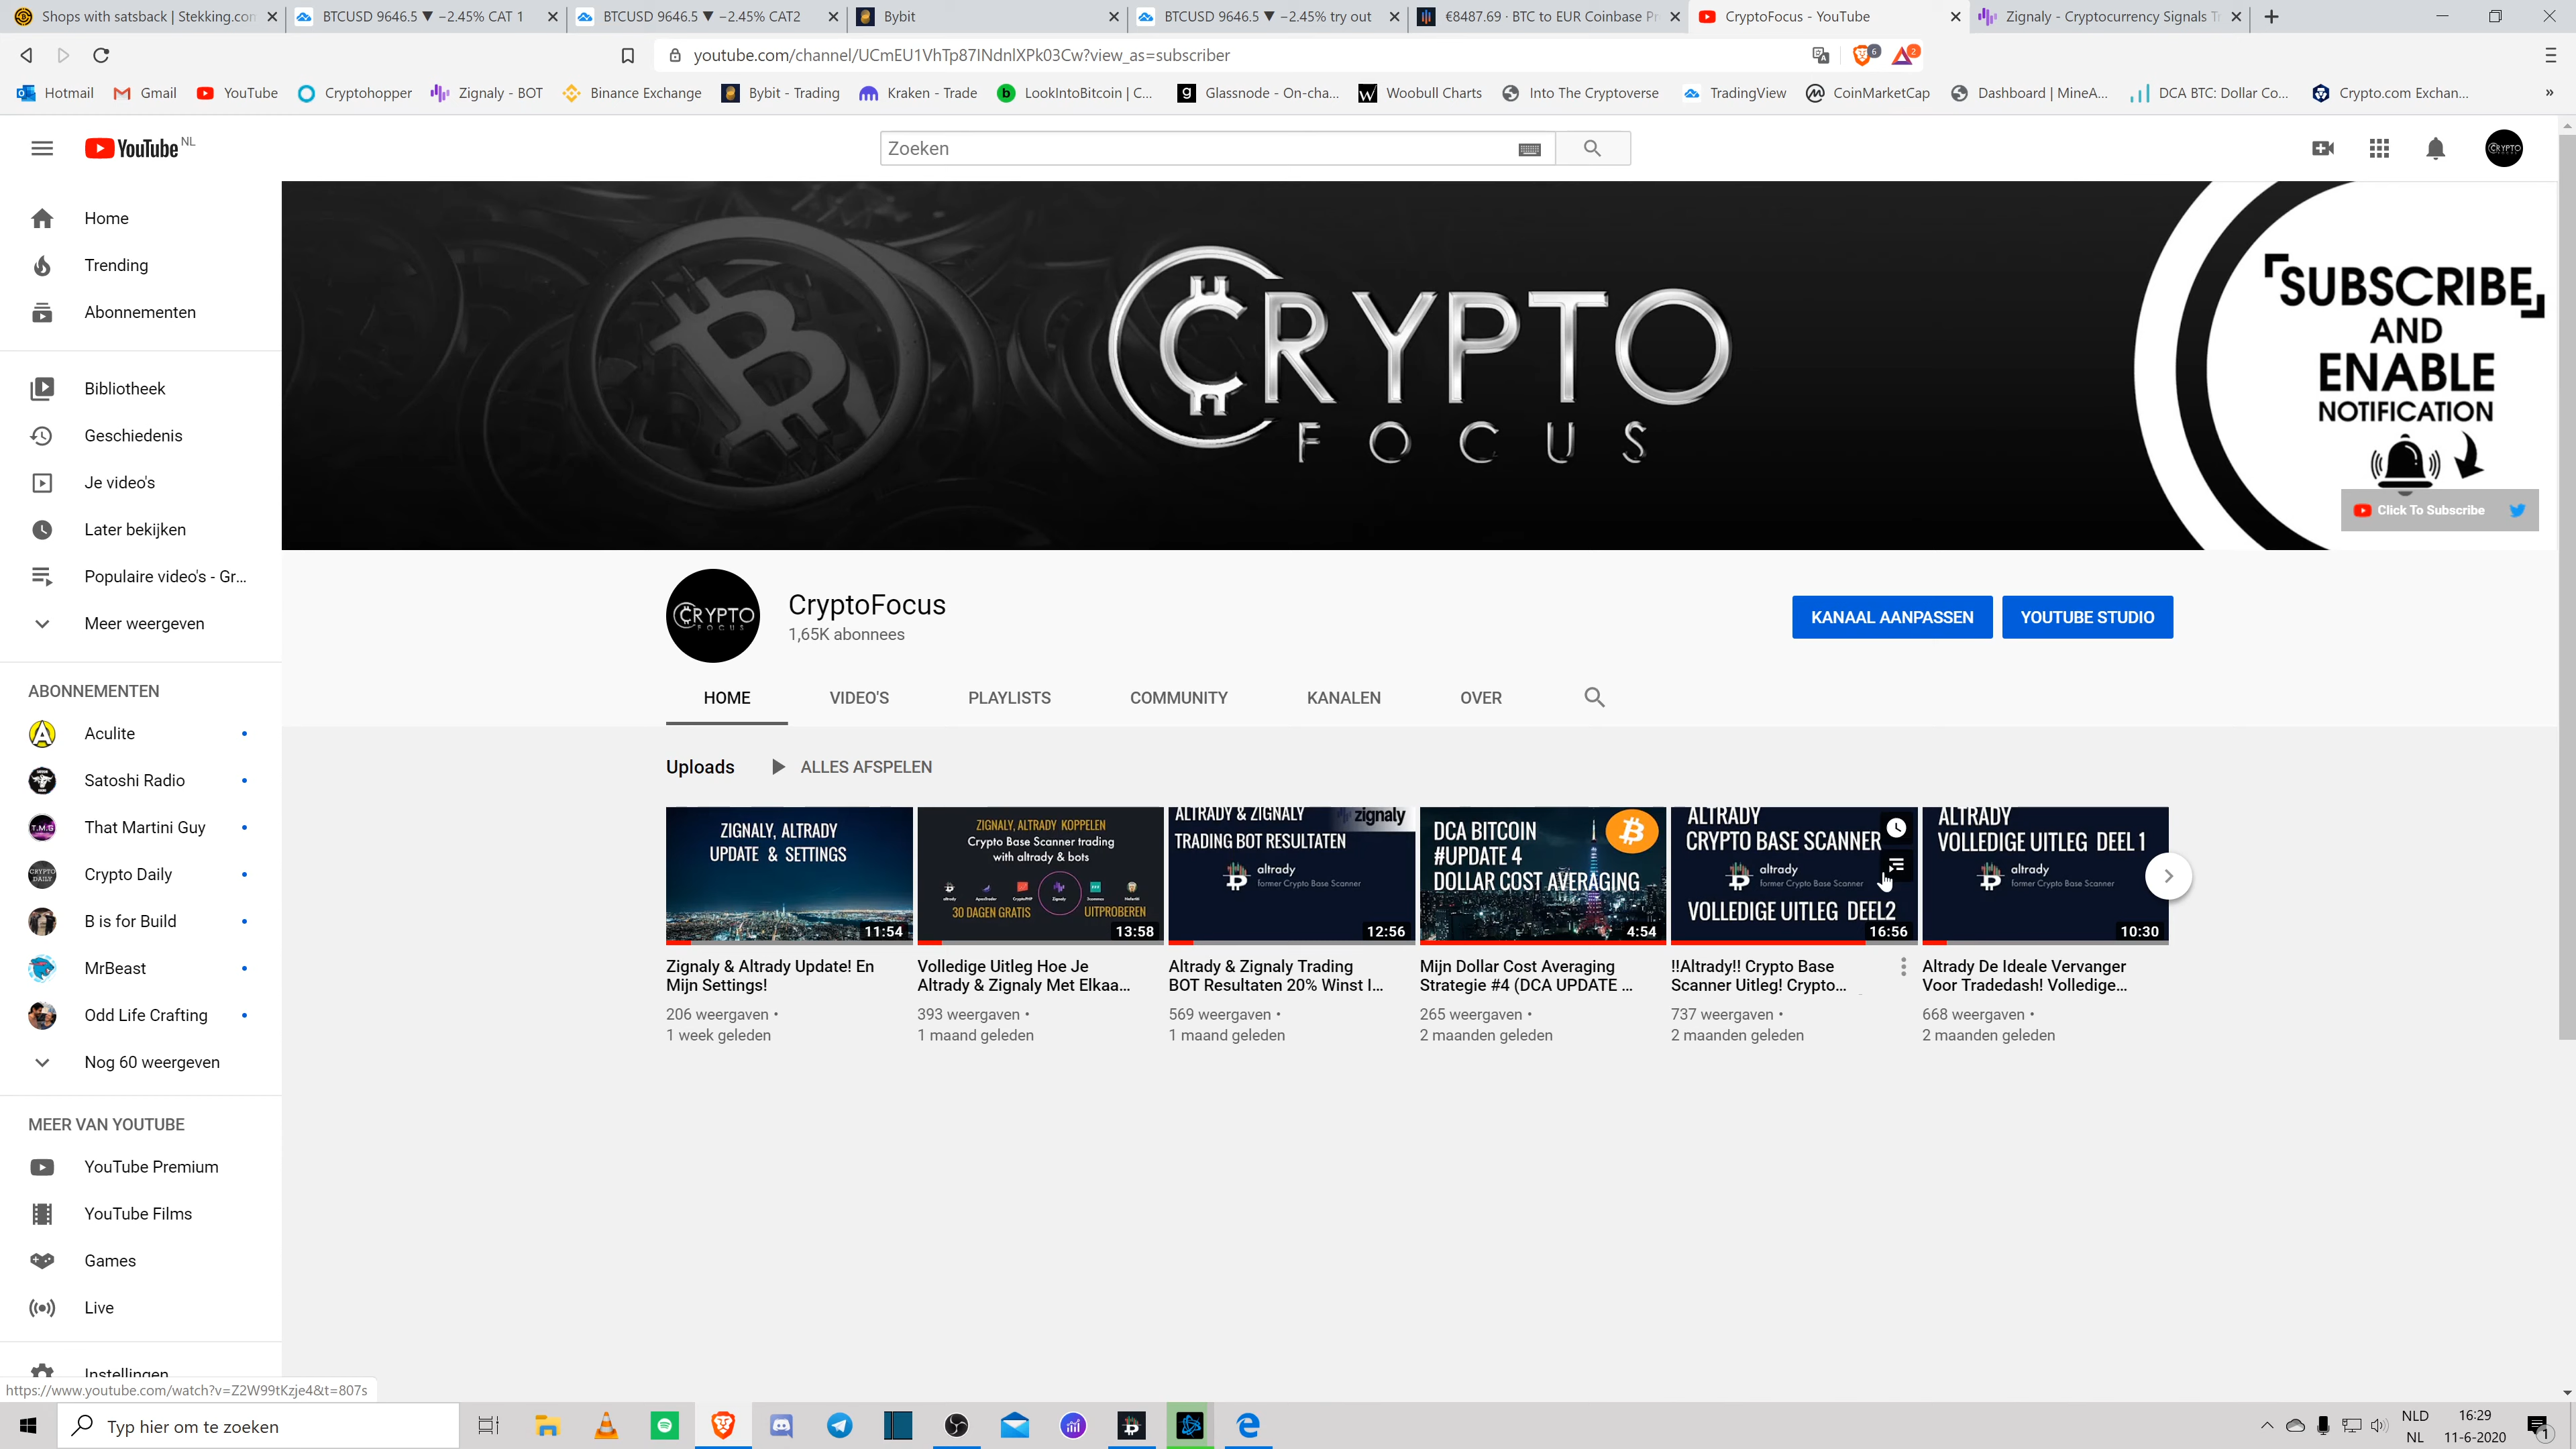 Shops with satsback | Stekking.con
BTCUSD 9646.5 ▼ −2.45% CAT 1
BTCUSD 9646.5 ▼ −2.45% CAT2
Bybit
BTCUSD 9646.5 ▼ −2.45% try out
€8487.69 · BTC to EUR Coinbase Pr
CryptoFocus - YouTube
Zignaly - Cryptocurrency Signals Tr
youtube.com/channel/UCmEU1VhTp87INdnlXPk03Cw?view_as=subscriber
6
2
Hotmail
Gmail
YouTube
Cryptohopper
Zignaly - BOT
Binance Exchange
Bybit - Trading
Kraken - Trade
LookIntoBitcoin | C...
Glassnode - On-cha...
Woobull Charts
Into The Cryptoverse
TradingView
CoinMarketCap
Dashboard | MineA...
DCA BTC: Dollar Co...
Crypto.com Exchan...
YouTube NL
Zoeken
CRYPTO
Home
Trending
Abonnementen
Bibliotheek
Geschiedenis
Je video's
Later bekijken
Populaire video's - Gr...
Meer weergeven
ABONNEMENTEN
Aculite
Satoshi Radio
That Martini Guy
Crypto Daily
B is for Build
MrBeast
Odd Life Crafting
Nog 60 weergeven
MEER VAN YOUTUBE
YouTube Premium
YouTube Films
Games
Live
Instellingen
CRYPTO
FOCUS
SUBSCRIBE
AND
ENABLE
NOTIFICATION
Click To Subscribe
CRYPTO
FOCUS
CryptoFocus
1,65K abonnees
KANAAL AANPASSEN
YOUTUBE STUDIO
HOME
VIDEO'S
PLAYLISTS
COMMUNITY
KANALEN
OVER
Uploads
ALLES AFSPELEN
ZIGNALY, ALTRADY
UPDATE & SETTINGS
11:54
Zignaly & Altrady Update! En
Mijn Settings!
206 weergaven •
1 week geleden
ZIGNALY, ALTRADY KOPPELEN
Crypto Base Scanner trading
with altrady & bots
30 DAGEN GRATIS
UITPROBEREN
13:58
Volledige Uitleg Hoe Je
Altrady & Zignaly Met Elkaa...
393 weergaven •
1 maand geleden
ALTRADY & ZIGNALY
zignaly
TRADING BOT RESULTATEN
altrady
former Crypto Base Scanner
12:56
Altrady & Zignaly Trading
BOT Resultaten 20% Winst I...
569 weergaven •
1 maand geleden
DCA BITCOIN
#UPDATE 4
DOLLAR COST AVERAGING
4:54
Mijn Dollar Cost Averaging
Strategie #4 (DCA UPDATE ...
265 weergaven •
2 maanden geleden
ALTRADY
CRYPTO BASE SCANNER
altrady
former Crypto Base Scanner
VOLLEDIGE UITLEG DEEL2
16:56
!!Altrady!! Crypto Base
Scanner Uitleg! Crypto...
737 weergaven •
2 maanden geleden
ALTRADY
VOLLEDIGE UITLEG DEEL 1
altrady
former Crypto Base Scanner
10:30
Altrady De Ideale Vervanger
Voor Tradedash! Volledige...
668 weergaven •
2 maanden geleden
https://www.youtube.com/watch?v=Z2W99tKzje4&t=807s
Typ hier om te zoeken
NLD
NL
16:29
11-6-2020
1